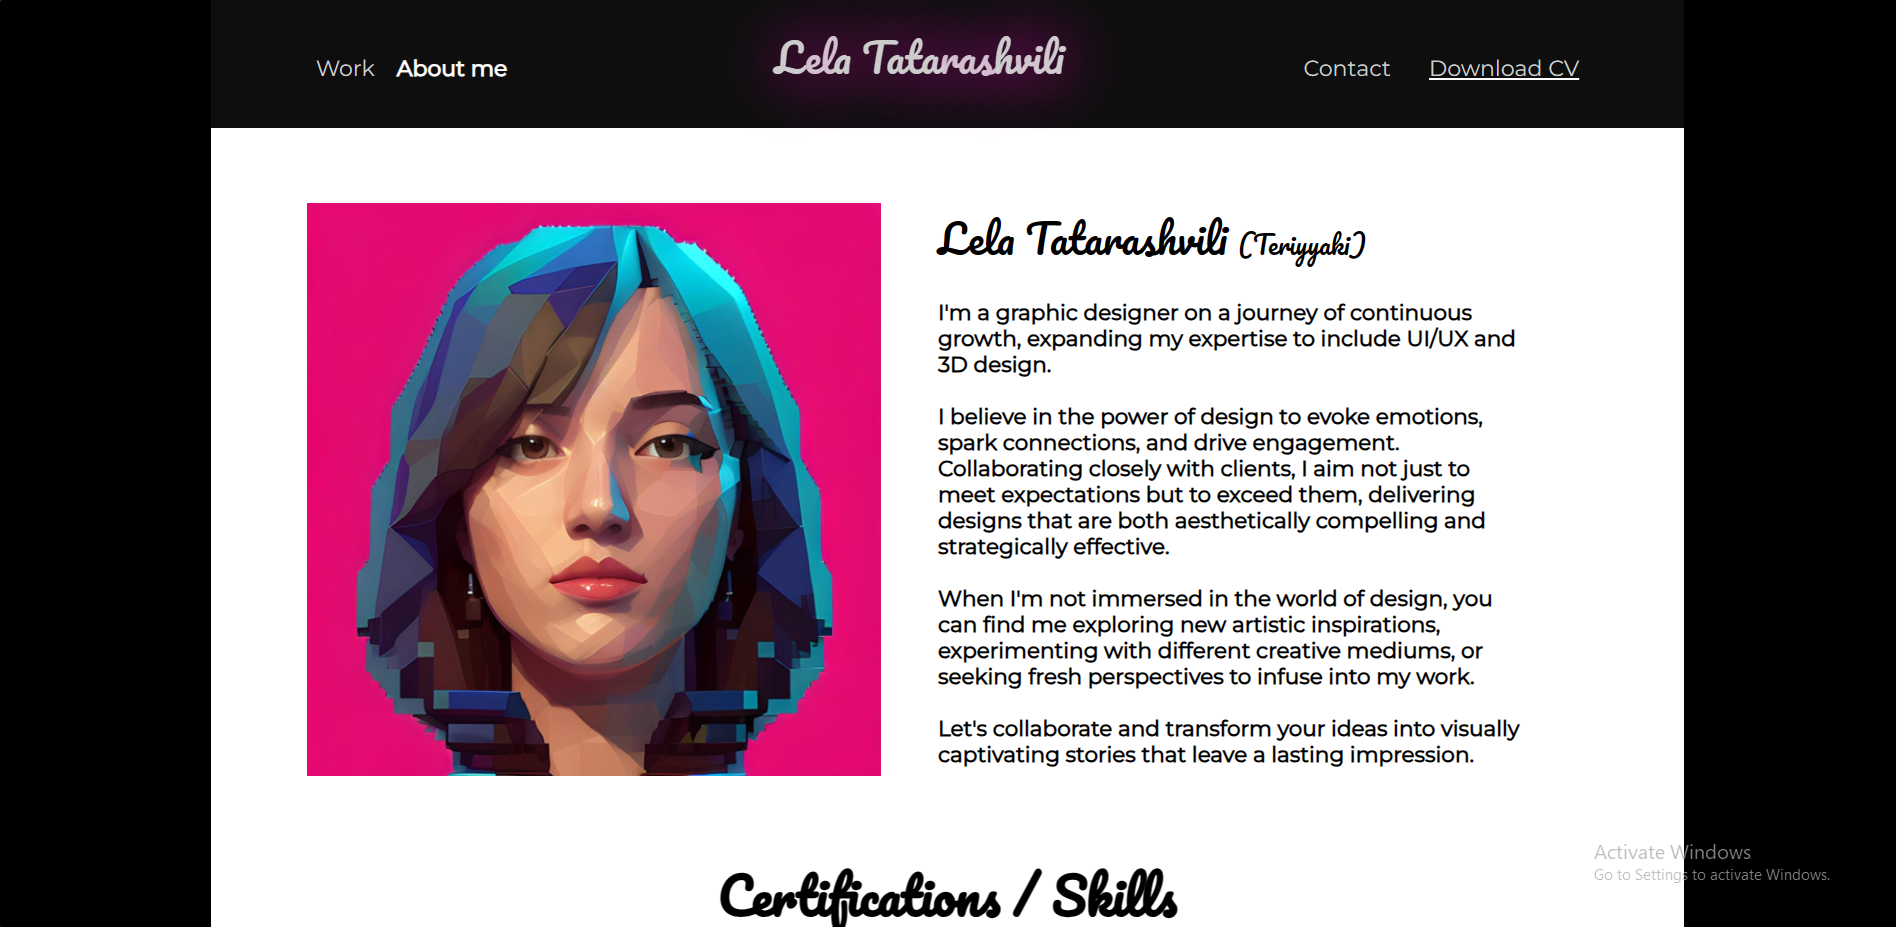 Work About me Lela Tatarashvili Contact Download CV
Lela Tatarashvili (Teriyyaki)
I'm a graphic designer on a journey of continuous
growth, expanding my expertise to include UI/UX and
3D design.
I believe in the power of design to evoke emotions,
spark connections, and drive engagement.
Collaborating closely with clients, I aim not just to
meet expectations but to exceed them, delivering
designs that are both aesthetically compelling and
strategically effective.
When I'm not immersed in the world of design, you
can find me exploring new artistic inspirations,
experimenting with different creative mediums, or
seeking fresh perspectives to infuse into my work.
Let's collaborate and transform your ideas into visually
captivating stories that leave a lasting impression.
Certifications / Skills
Activate Windows
Go to Settings to activate Windows.